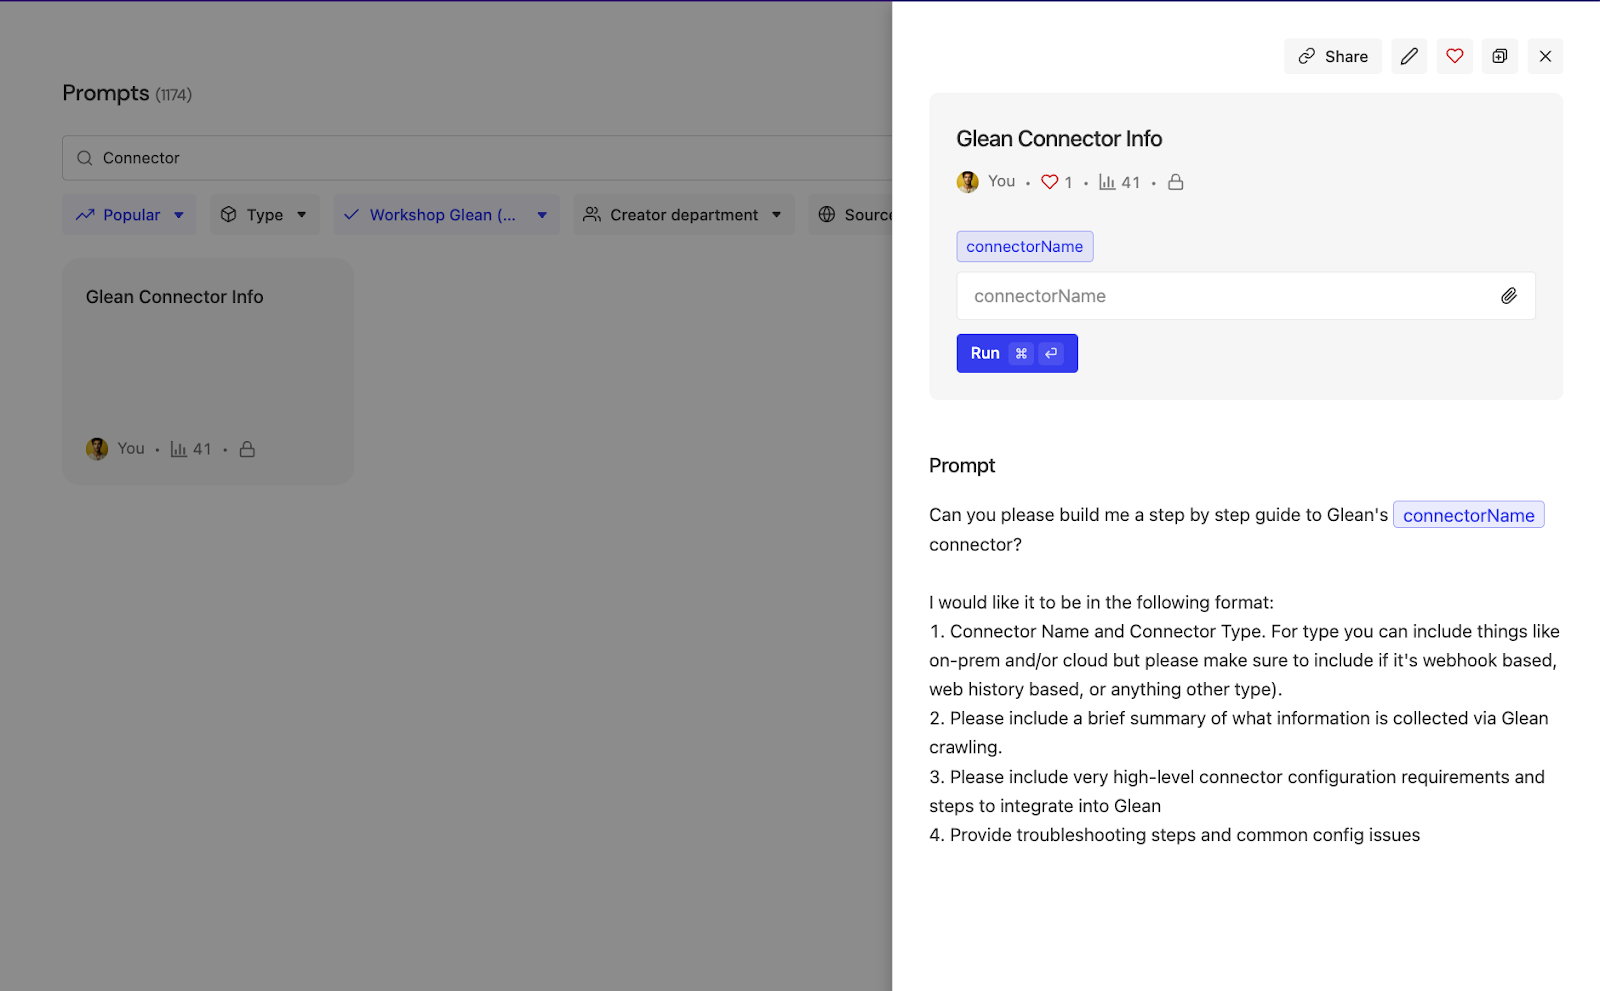 Prompts (1174)
Connector
Popular
Type
Workshop Glean (...
Creator department
Source
Glean Connector Info
You • 41 •
Share
Glean Connector Info
You • 1 • 41 •
connectorName
connectorName
Run ⌘ ↵
Prompt
Can you please build me a step by step guide to Glean's connectorName
connector?
I would like it to be in the following format:
1. Connector Name and Connector Type. For type you can include things like
on-prem and/or cloud but please make sure to include if it's webhook based,
web history based, or anything other type).
2. Please include a brief summary of what information is collected via Glean
crawling.
3. Please include very high-level connector configuration requirements and
steps to integrate into Glean
4. Provide troubleshooting steps and common config issues